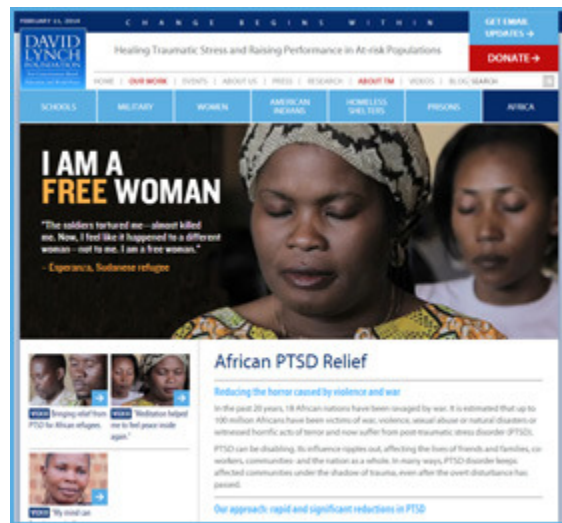 FEBRUARY 11, 2014
CHANGE BEGINS WITHIN
GET EMAIL
UPDATES →
DAVID
LYNCH
FOUNDATION
Healing Traumatic Stress and Raising Performance in At-risk Populations
DONATE →
HOME | OUR WORK | EVENTS | ABOUT US | PRESS | RESEARCH | ABOUT TM | VIDEOS | BLOG SEARCH
SCHOOLS
MILITARY
WOMEN
AMERICAN
INDIANS
HOMELESS
SHELTERS
PRISONS
AFRICA
I AM A
FREE WOMAN
"The soldiers tortured me—almost killed
me. Now, I feel like it happened to a different
woman—not to me. I am a free woman."
– Esperanza, Sudanese refugee
VIDEO Bringing relief from
PTSD for African refugees.
VIDEO "Meditation helped
me to feel peace inside
again."
VIDEO "My mind can
African PTSD Relief
Reducing the horror caused by violence and war
In the past 20 years, 18 African nations have been ravaged by war. It is estimated that up to
100 million Africans have been victims of war, violence, sexual abuse or natural disasters or
witnessed horrific acts of terror and now suffer from post-traumatic stress disorder (PTSD).
PTSD can be disabling. Its influence ripples out, affecting the lives of friends and families, co-
workers, communities- and the nation as a whole. In many ways, PTSD disorder keeps
affected communities under the shadow of trauma, even after the overt disturbance has
passed.
Our approach: rapid and significant reductions in PTSD